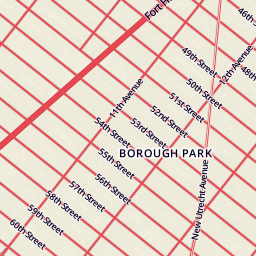 46th
Fort H
49th Street
12th Avenue
48th
50th Street
11th Avenue
51st Street
52nd Street
53rd Street
54th Street
BOROUGH PARK
55th Street
56th Street
57th Street
58th Street
59th Street
60th Street
New Utrecht Avenue